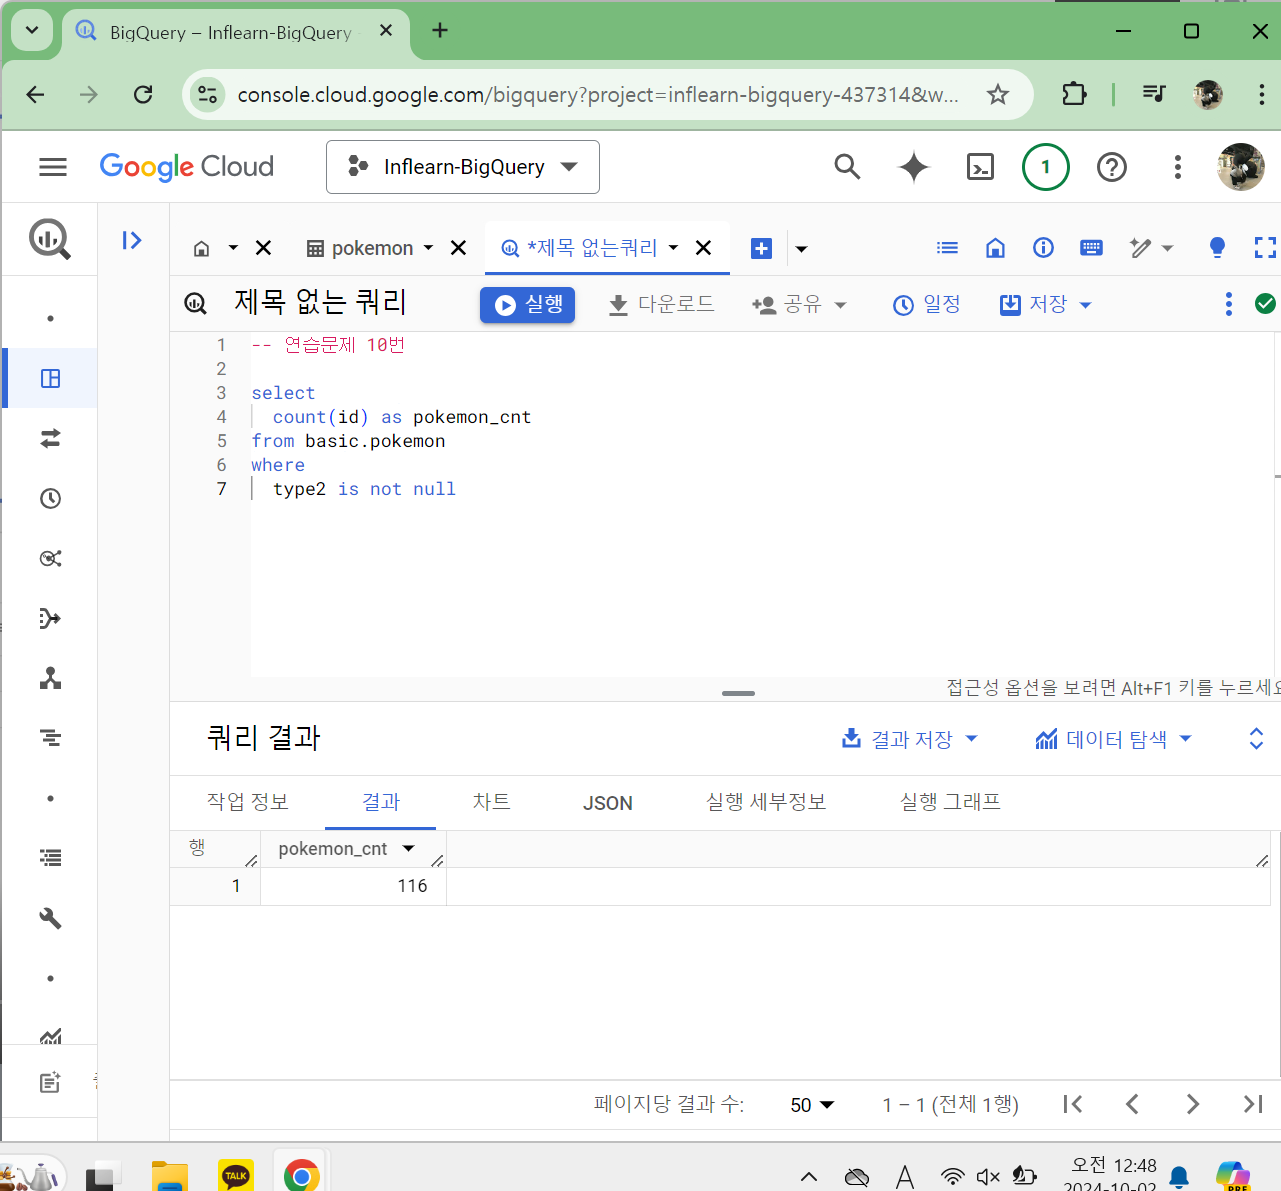 BigQuery – Inflearn-BigQuery
console.cloud.google.com/bigquery?project=inflearn-bigquery-437314&w...
Google Cloud
Inflearn-BigQuery
1
pokemon
*제목 없는쿼리
제목 없는 쿼리
실행
다운로드
공유
일정
저장
1 -- 연습문제 10번
2
3 select
4 count(id) as pokemon_cnt
5 from basic.pokemon
6 where
7 type2 is not null
접근성 옵션을 보려면 Alt+F1 키를 누르세요
쿼리 결과
결과 저장
데이터 탐색
작업 정보
결과
차트
JSON
실행 세부정보
실행 그래프
행 pokemon_cnt
1 116
페이지당 결과 수: 50 1 – 1 (전체 1행)
TALK
A
오전 12:48
2024-10-02
PRE